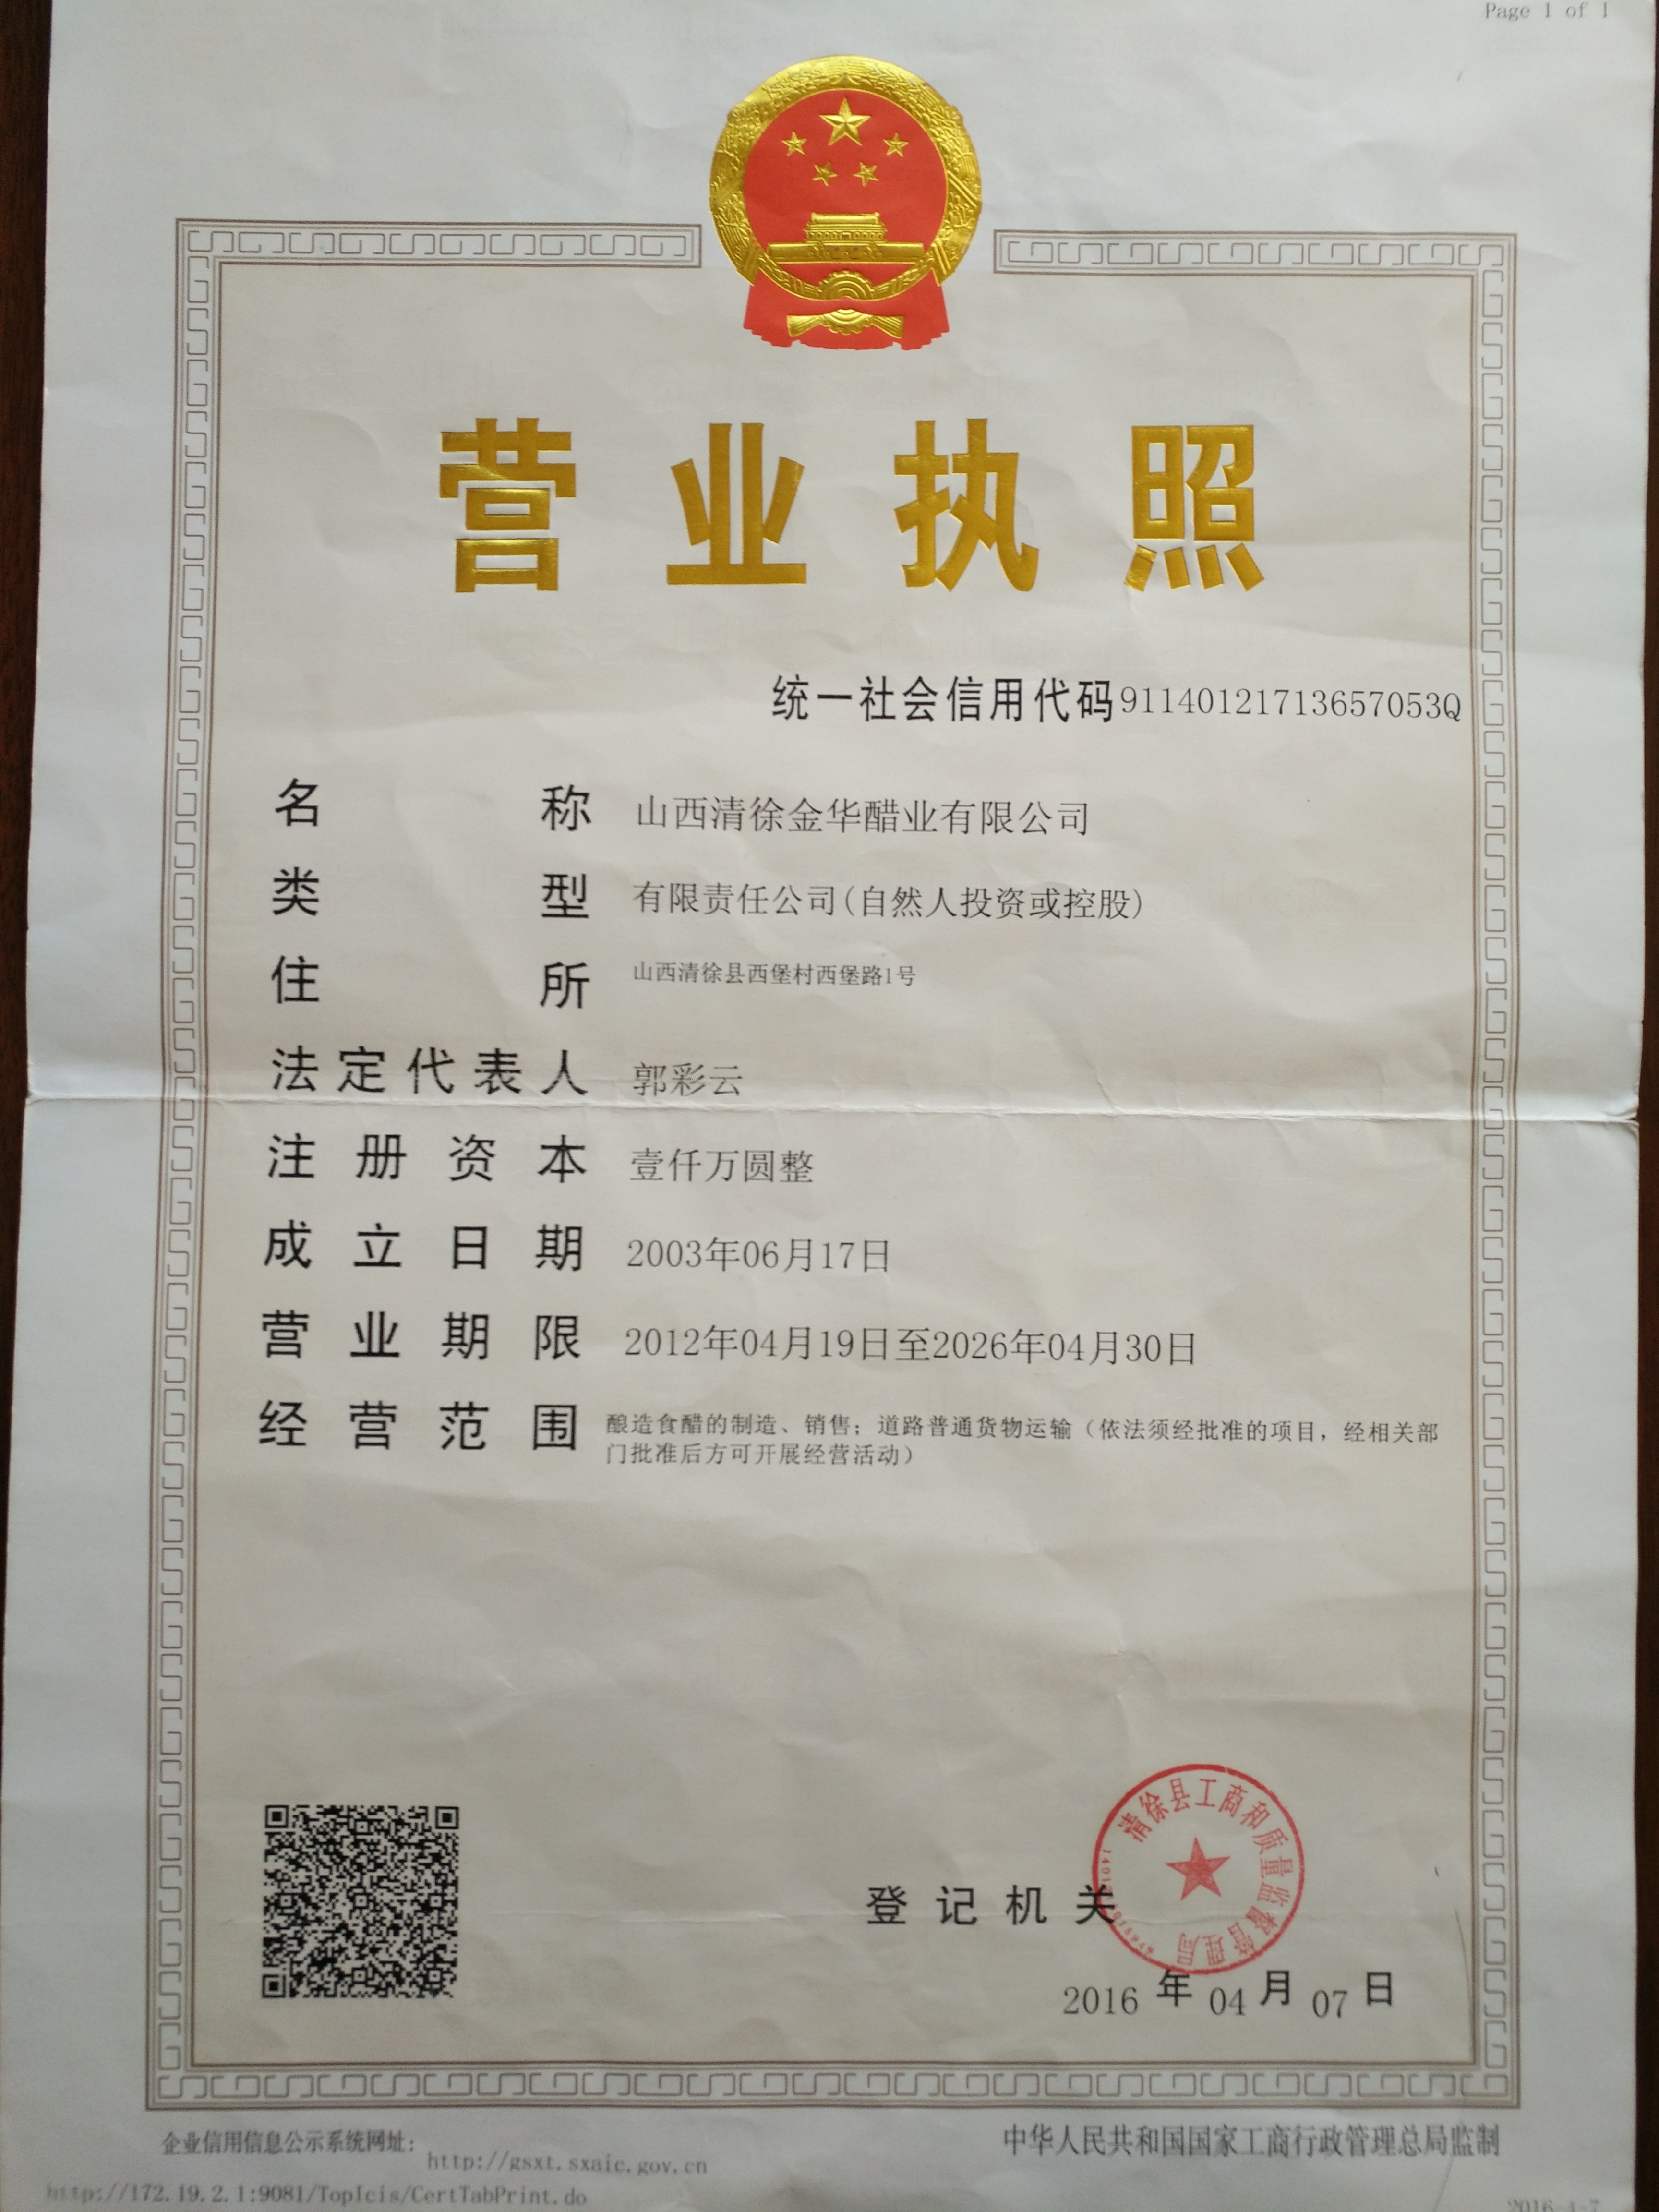 Page 1 of 1
营业执照
统一社会信用代码91140121713657053Q
名称 山西清徐金华醋业有限公司
类型 有限责任公司(自然人投资或控股)
住所 山西清徐县西堡村西堡路1号
法定代表人 郭彩云
注册资本 壹仟万圆整
成立日期 2003年06月17日
营业期限 2012年04月19日至2026年04月30日
经营范围 酿造食醋的制造、销售；道路普通货物运输（依法须经批准的项目，经相关部
门批准后方可开展经营活动）
清徐县工商和质量监督管理局
登记机关
2016年04月07日
企业信用信息公示系统网址：
http://gsxt.sxaic.gov.cn
中华人民共和国国家工商行政管理总局监制
http://172.19.2.1:9081/TopIcis/CertTabPrint.do
2016-4-7